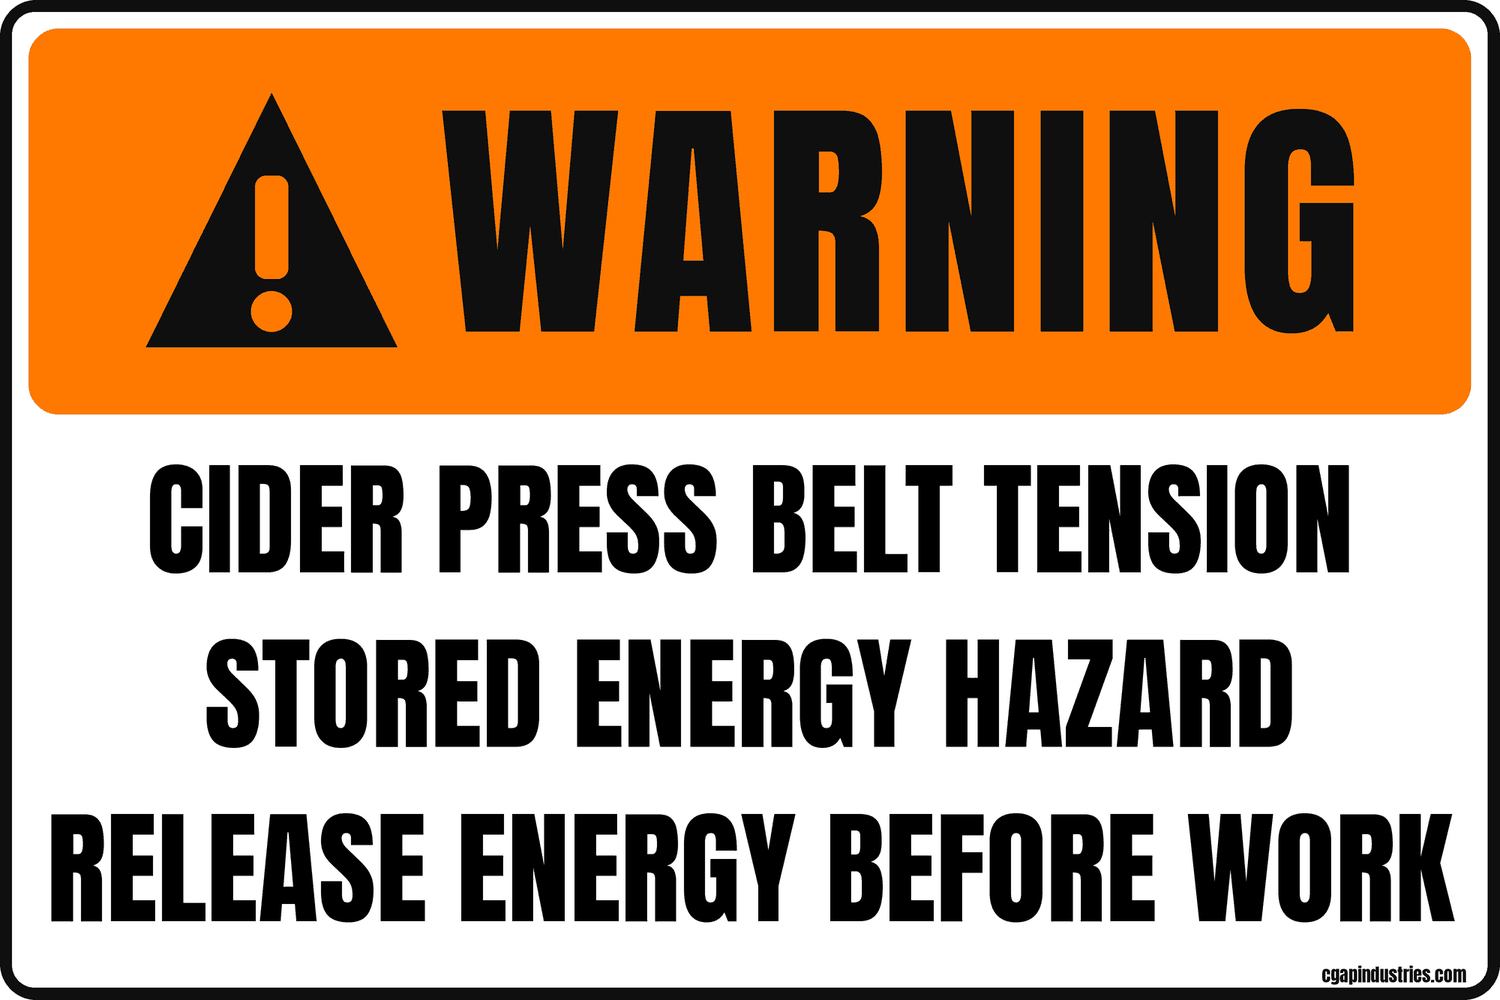 WARNING
CIDER PRESS BELT TENSION
STORED ENERGY HAZARD
RELEASE ENERGY BEFORE WORK
cgapindustries.com